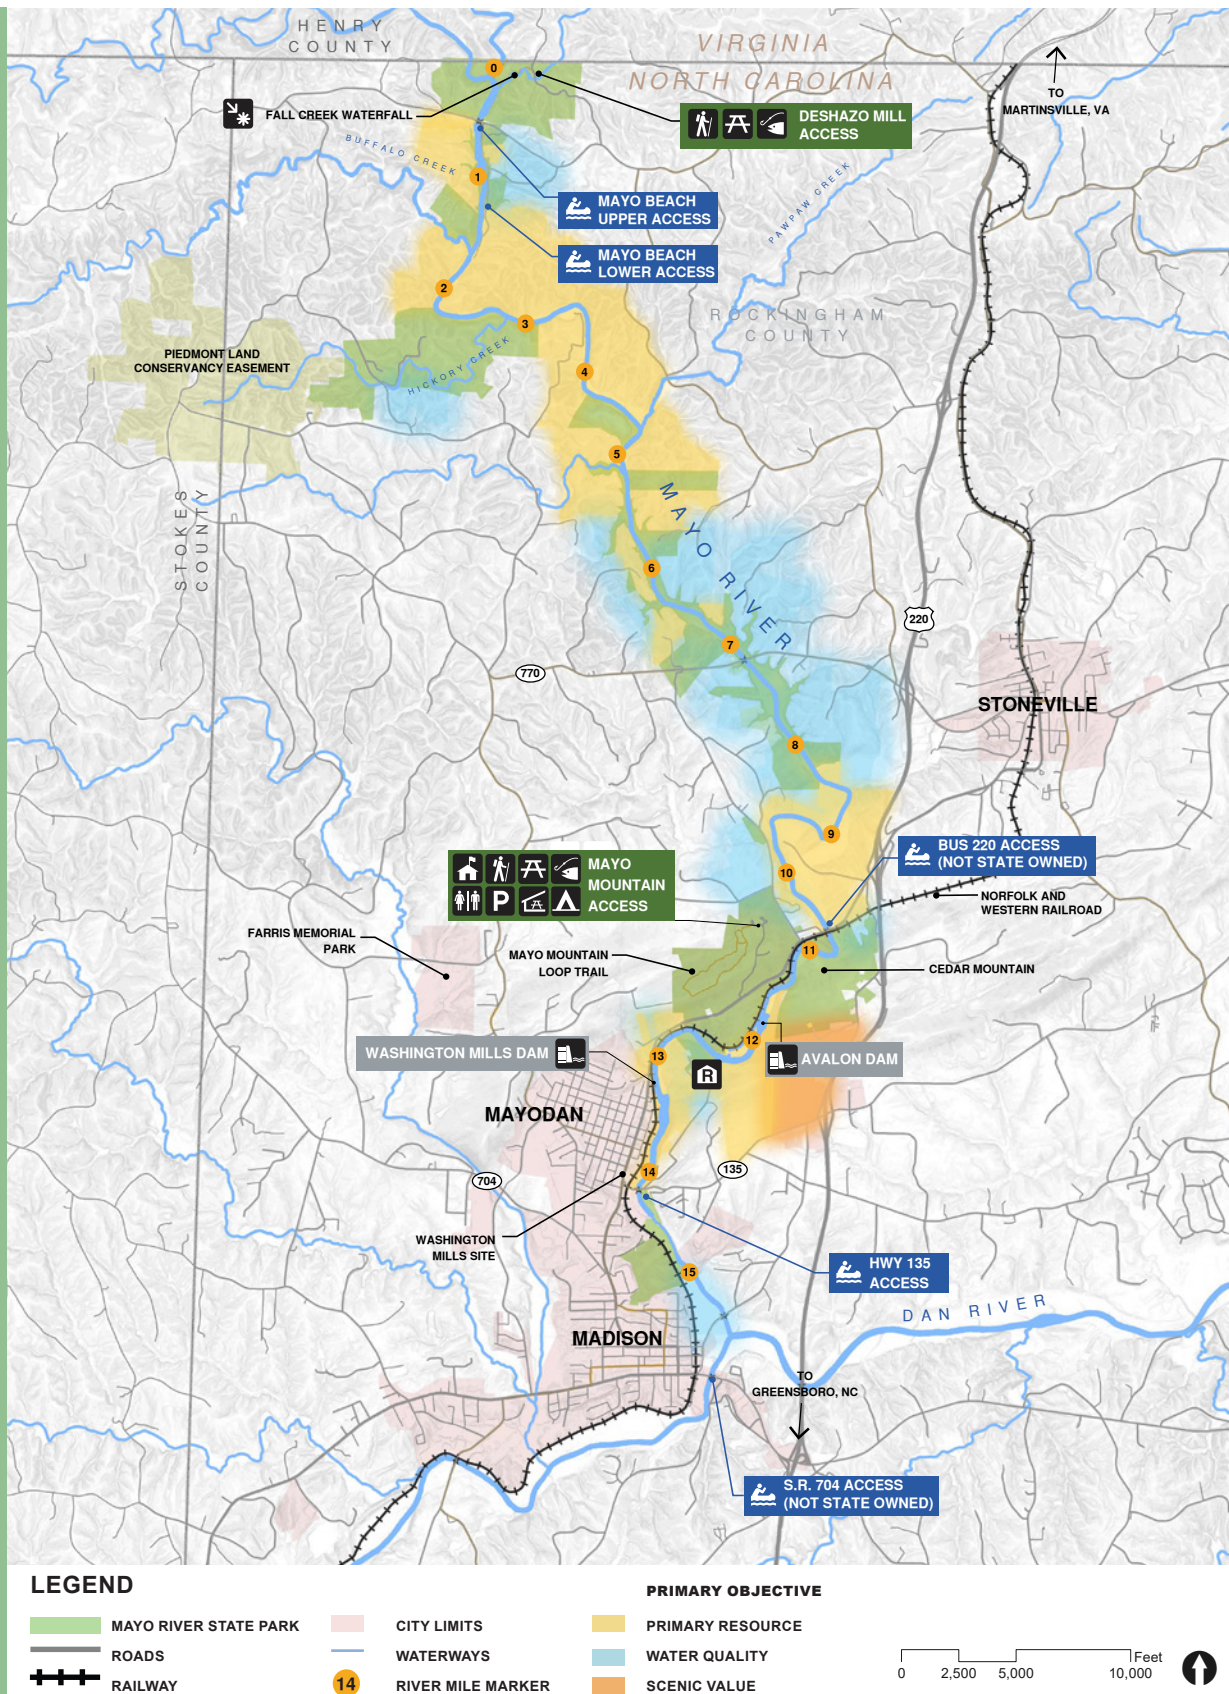 HENRY
COUNTY
VIRGINIA
NORTH CAROLINA
TO
MARTINSVILLE, VA
0
FALL CREEK WATERFALL
DESHAZO MILL
ACCESS
BUFFALO CREEK
1
MAYO BEACH
UPPER ACCESS
PAWPAW CREEK
MAYO BEACH
LOWER ACCESS
2
3
ROCKINGHAM
COUNTY
PIEDMONT LAND
CONSERVANCY EASEMENT
HICKORY CREEK
4
5
STOKES
COUNTY
MAYO RIVER
6
7
220
770
STONEVILLE
8
9
BUS 220 ACCESS
(NOT STATE OWNED)
10
MAYO
MOUNTAIN
ACCESS
P
NORFOLK AND
WESTERN RAILROAD
FARRIS MEMORIAL
PARK
MAYO MOUNTAIN
LOOP TRAIL
11
CEDAR MOUNTAIN
12
WASHINGTON MILLS DAM
13
AVALON DAM
R
MAYODAN
14
135
704
WASHINGTON
MILLS SITE
HWY 135
ACCESS
15
DAN RIVER
MADISON
TO
GREENSBORO, NC
S.R. 704 ACCESS
(NOT STATE OWNED)
LEGEND
MAYO RIVER STATE PARK
ROADS
RAILWAY
CITY LIMITS
WATERWAYS
14 RIVER MILE MARKER
PRIMARY OBJECTIVE
PRIMARY RESOURCE
WATER QUALITY
SCENIC VALUE
Feet
0 2,500 5,000 10,000